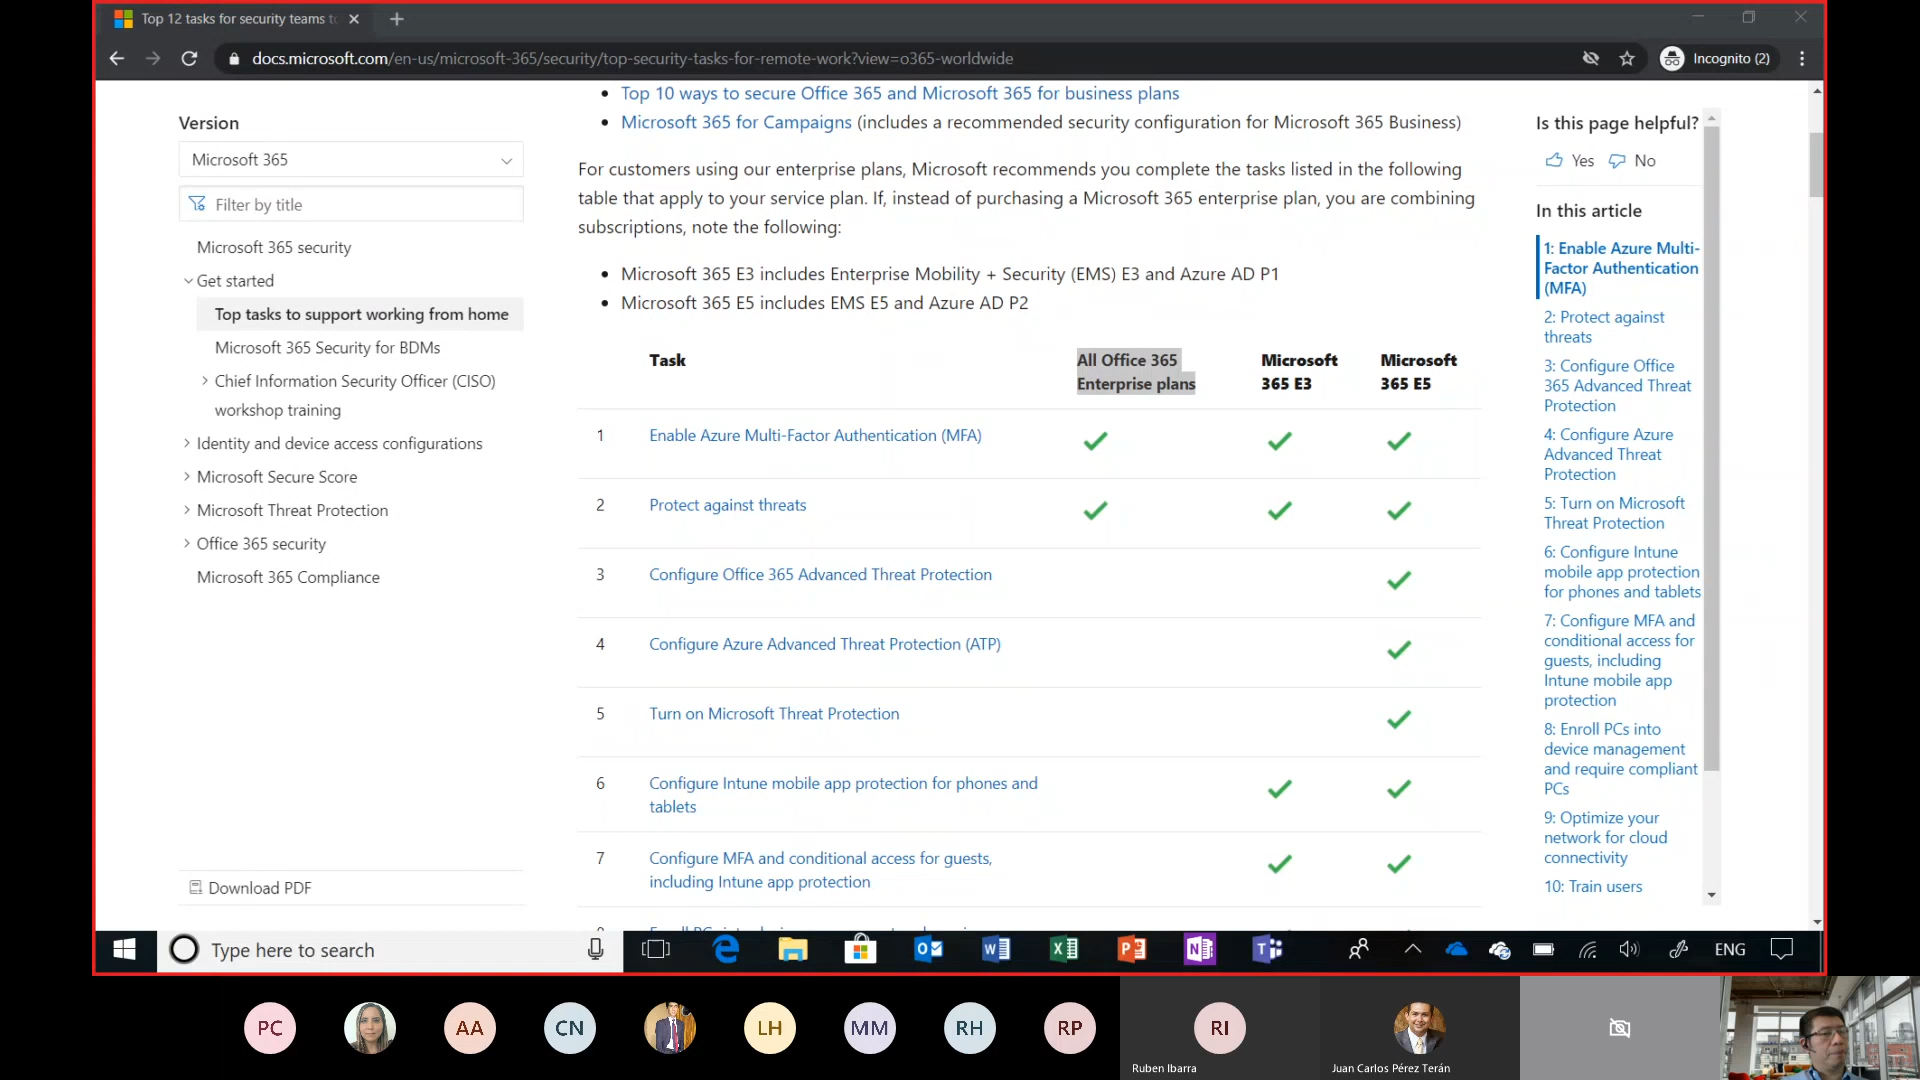 Top 12 tasks for security teams to
docs.microsoft.com/en-us/microsoft-365/security/top-security-tasks-for-remote-work?view=o365-worldwide
Incognito (2)
Version
Microsoft 365
Filter by title
Microsoft 365 security
Get started
Top tasks to support working from home
Microsoft 365 Security for BDMs
Chief Information Security Officer (CISO)
workshop training
Identity and device access configurations
Microsoft Secure Score
Microsoft Threat Protection
Office 365 security
Microsoft 365 Compliance
Download PDF
Top 10 ways to secure Office 365 and Microsoft 365 for business plans
Microsoft 365 for Campaigns (includes a recommended security configuration for Microsoft 365 Business)
For customers using our enterprise plans, Microsoft recommends you complete the tasks listed in the following
table that apply to your service plan. If, instead of purchasing a Microsoft 365 enterprise plan, you are combining
subscriptions, note the following:
Microsoft 365 E3 includes Enterprise Mobility + Security (EMS) E3 and Azure AD P1
Microsoft 365 E5 includes EMS E5 and Azure AD P2
Task
All Office 365
Enterprise plans
Microsoft
365 E3
Microsoft
365 E5
1 Enable Azure Multi-Factor Authentication (MFA)
2 Protect against threats
3 Configure Office 365 Advanced Threat Protection
4 Configure Azure Advanced Threat Protection (ATP)
5 Turn on Microsoft Threat Protection
6 Configure Intune mobile app protection for phones and
tablets
7 Configure MFA and conditional access for guests,
including Intune app protection
Is this page helpful?
Yes No
In this article
1: Enable Azure Multi-
Factor Authentication
(MFA)
2: Protect against
threats
3: Configure Office
365 Advanced Threat
Protection
4: Configure Azure
Advanced Threat
Protection
5: Turn on Microsoft
Threat Protection
6: Configure Intune
mobile app protection
for phones and tablets
7: Configure MFA and
conditional access for
guests, including
Intune mobile app
protection
8: Enroll PCs into
device management
and require compliant
PCs
9: Optimize your
network for cloud
connectivity
10: Train users
Type here to search
ENG
PC
AA
CN
LH
MM
RH
RP
RI
Ruben Ibarra
Juan Carlos Pérez Terán